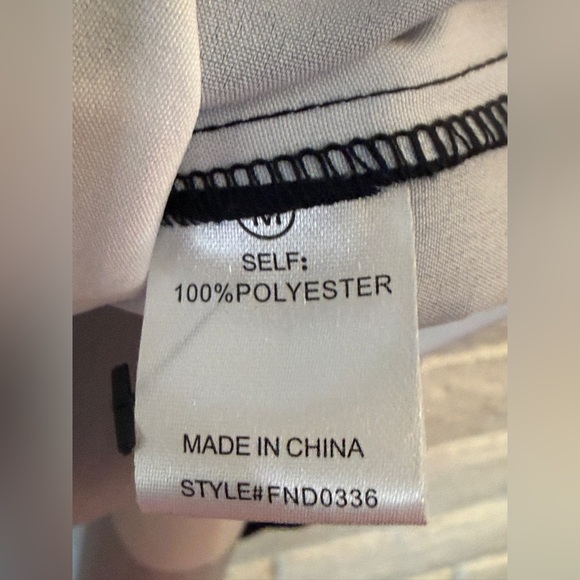 M
SELF:
100%POLYESTER
MADE IN CHINA
STYLE#FND0336